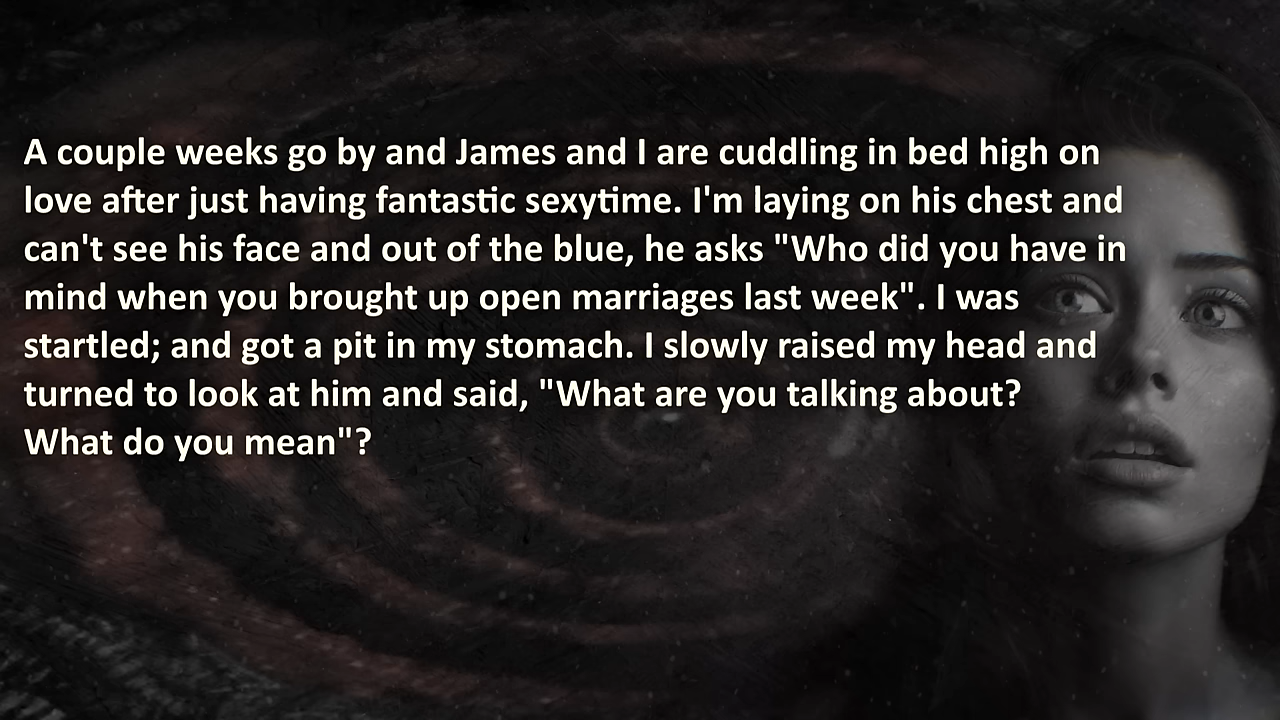 A couple weeks go by and James and I are cuddling in bed high on
love after just having fantastic sexytime. I'm laying on his chest and
can't see his face and out of the blue, he asks "Who did you have in
mind when you brought up open marriages last week". I was
startled; and got a pit in my stomach. I slowly raised my head and
turned to look at him and said, "What are you talking about?
What do you mean"?